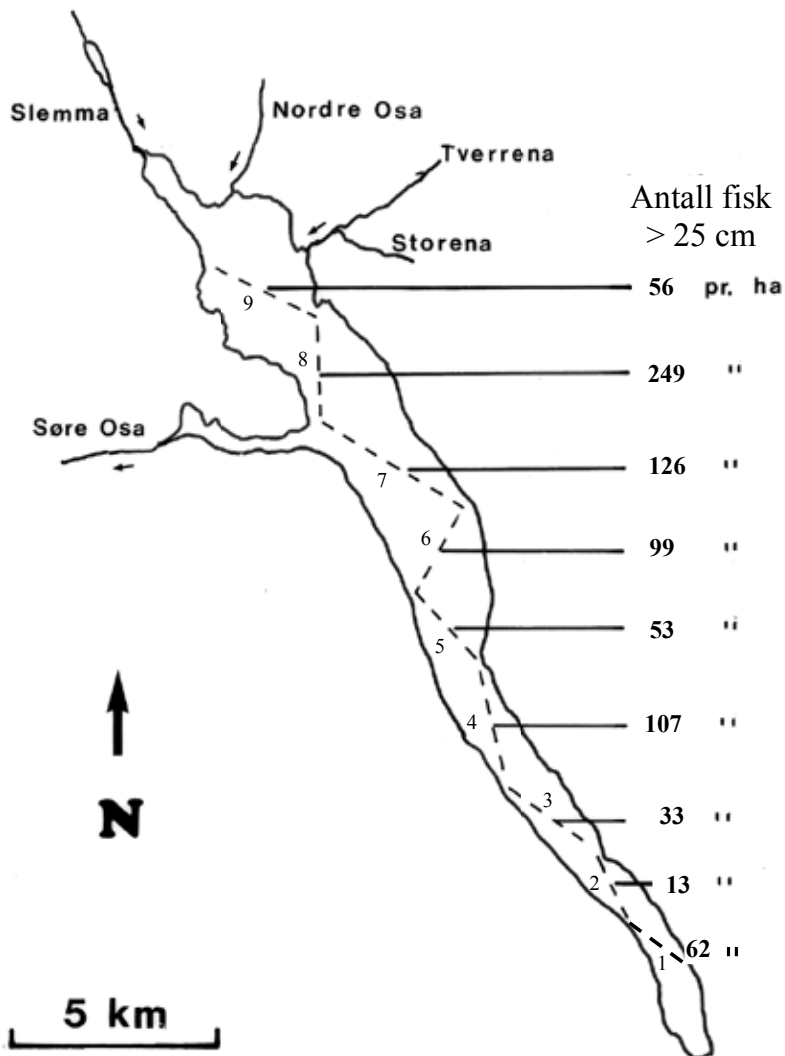 Slemma
Nordre Osa
Tverrena
Storena
Antall fisk
> 25 cm
9
56 pr. ha
8
249 "
Søre Osa
7
126 "
6
99 "
5
53 "
4
107 "
N
3
33 "
2
13 "
1
62 "
5 km